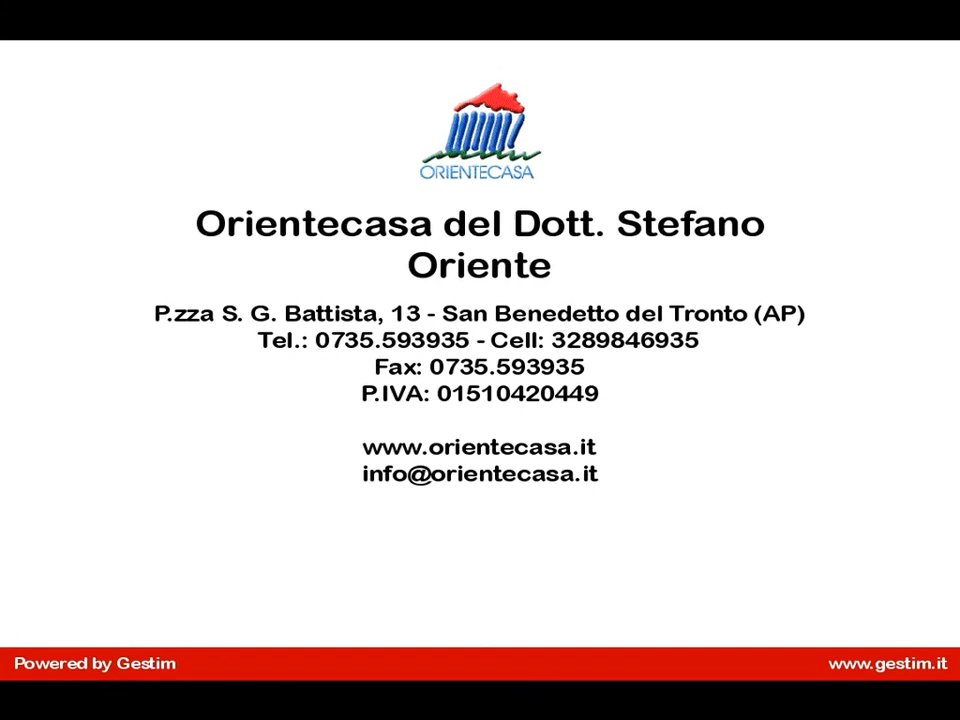 ORIENTECASA
Orientecasa del Dott. Stefano
Oriente
P.zza S. G. Battista, 13 - San Benedetto del Tronto (AP)
Tel.: 0735.593935 - Cell: 3289846935
Fax: 0735.593935
P.IVA: 01510420449
www.orientecasa.it
info@orientecasa.it
Powered by Gestim
www.gestim.it